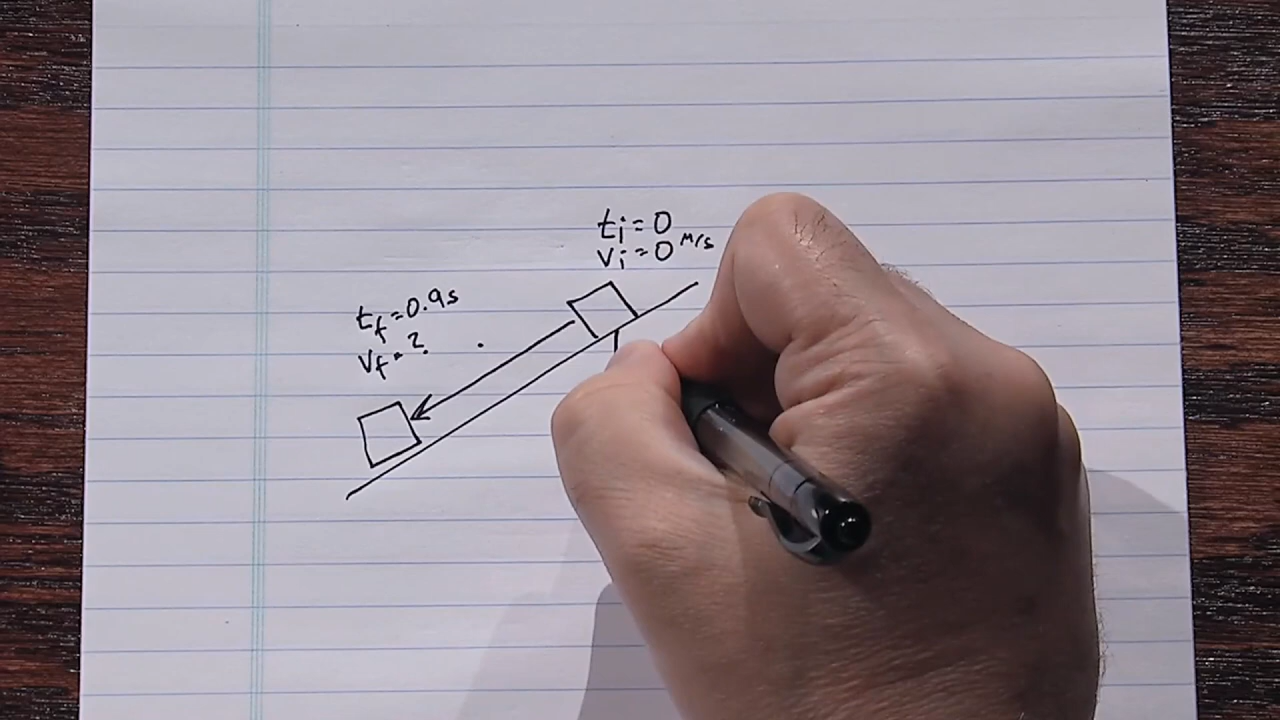 ti = 0
vi = 0 m/s
tf = 0.9s
vf = ?